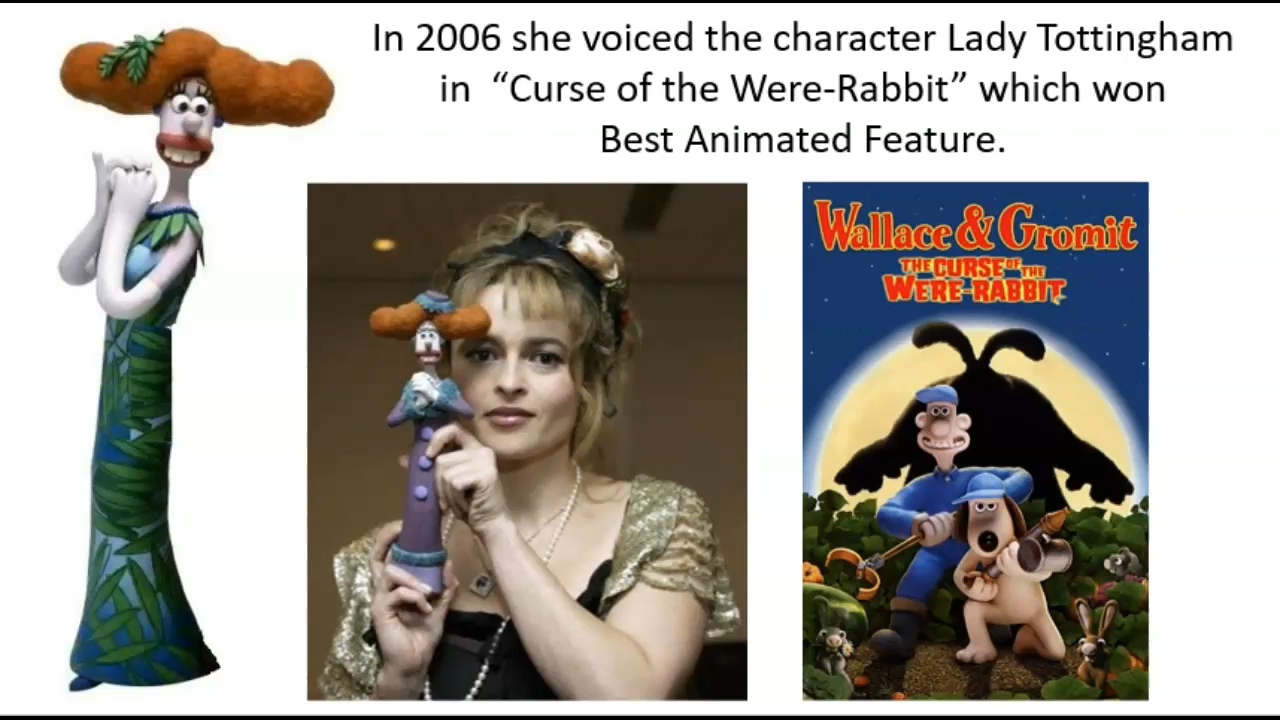 In 2006 she voiced the character Lady Tottingham
in “Curse of the Were-Rabbit” which won
Best Animated Feature.
Wallace & Gromit
THE CURSE OF THE
WERE-RABBIT